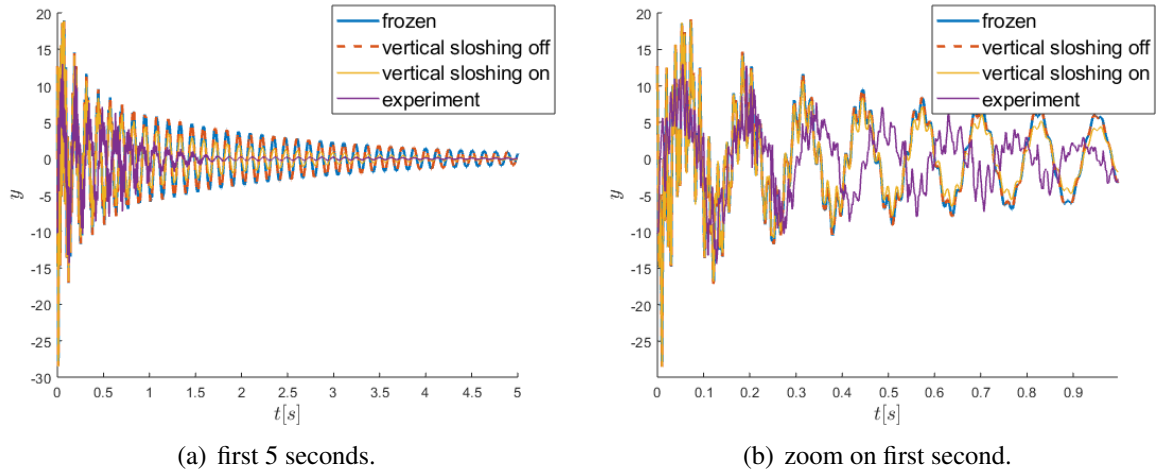 frozen
vertical sloshing off
vertical sloshing on
experiment
20
15
10
5
0
-5
-10
-15
-20
-25
-30
y
0 0.5 1 1.5 2 2.5 3 3.5 4 4.5 5
t[s]
(a) first 5 seconds.
frozen
vertical sloshing off
vertical sloshing on
experiment
20
15
10
5
0
-5
-10
-15
-20
-25
-30
y
0 0.1 0.2 0.3 0.4 0.5 0.6 0.7 0.8 0.9
t[s]
(b) zoom on first second.